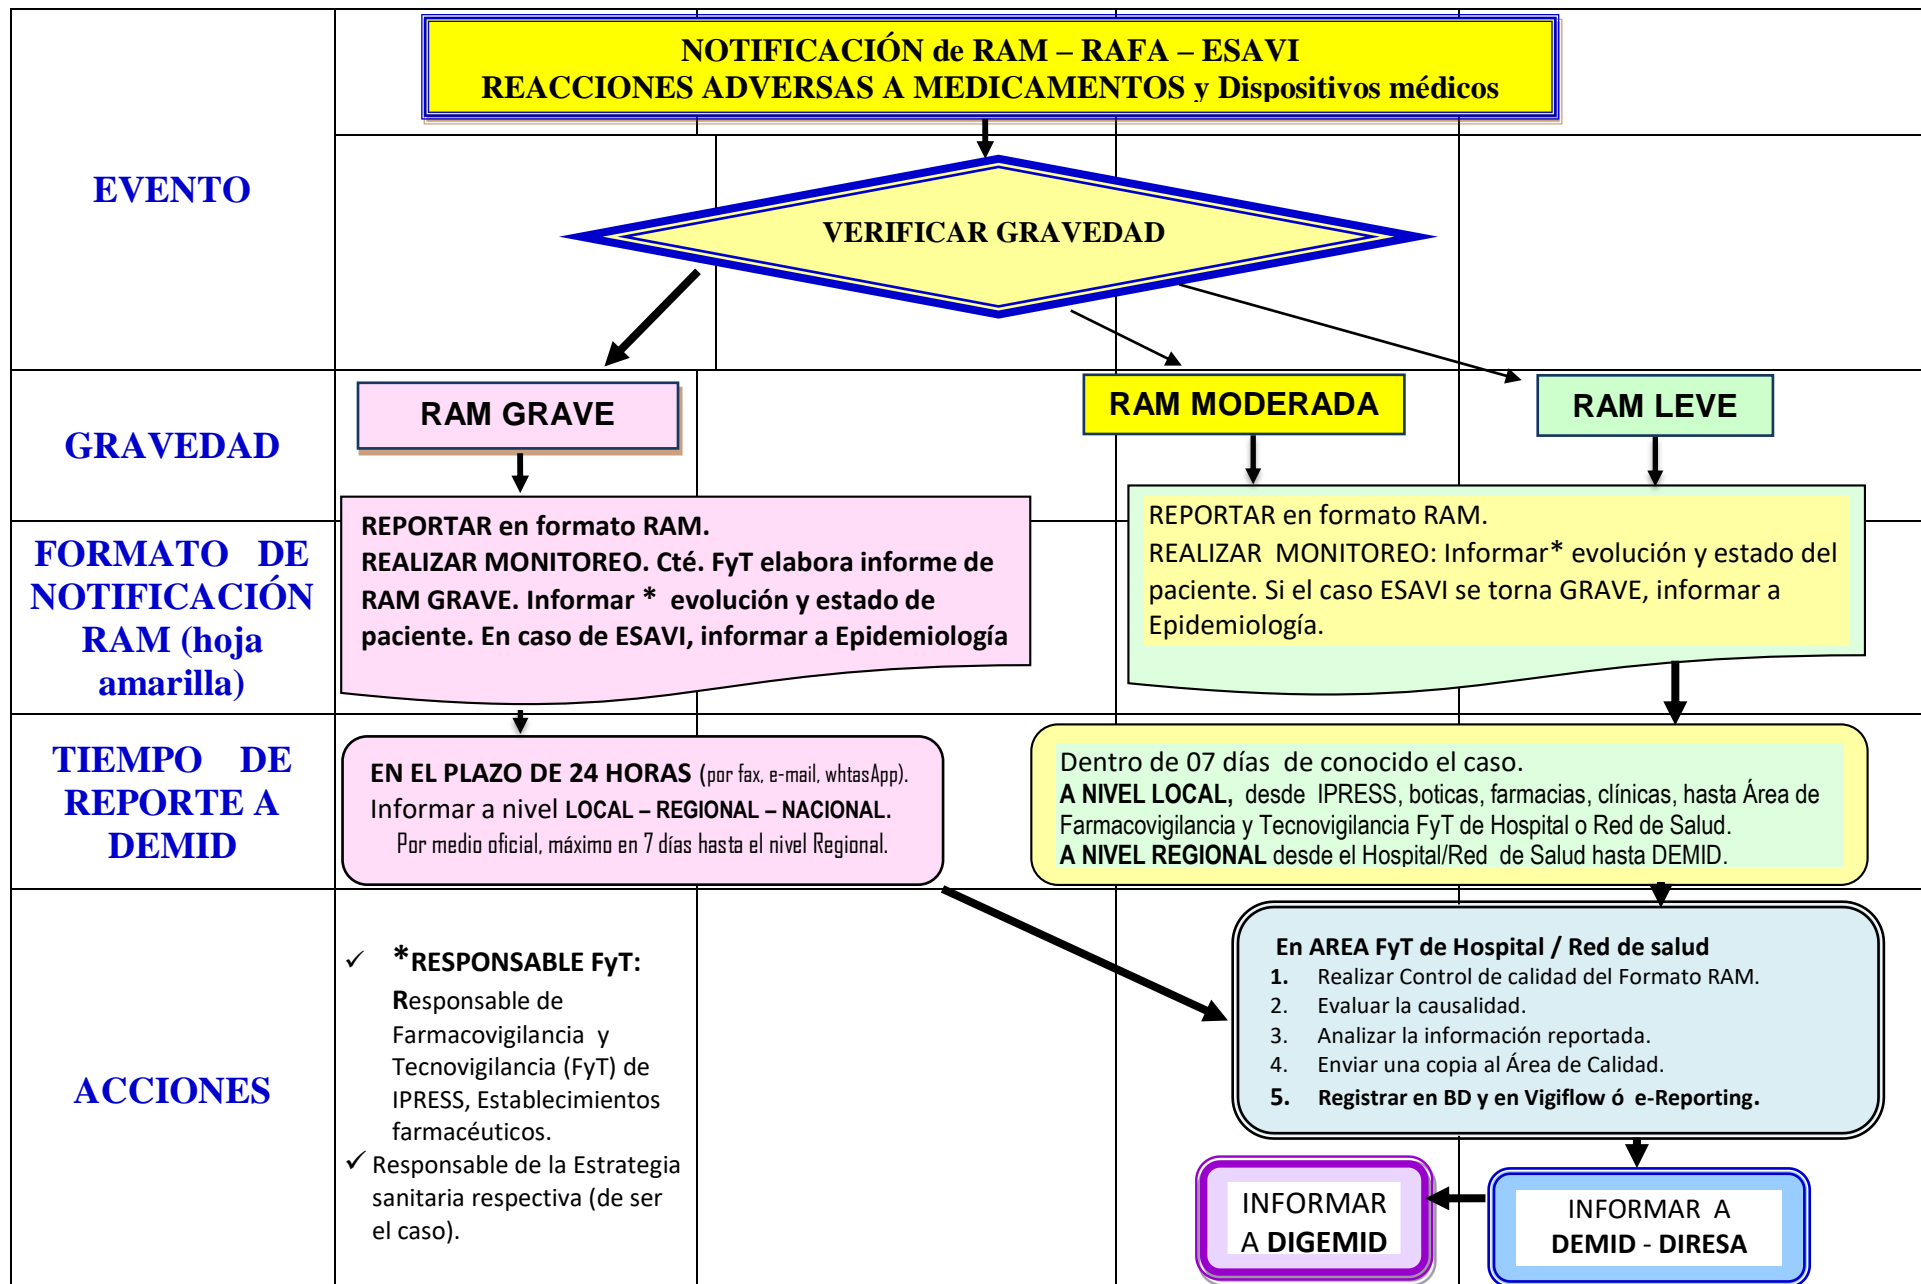 NOTIFICACIÓN de RAM – RAFA – ESAVI
REACCIONES ADVERSAS A MEDICAMENTOS y Dispositivos médicos
EVENTO
VERIFICAR GRAVEDAD
GRAVEDAD
RAM GRAVE
RAM MODERADA
RAM LEVE
FORMATO DE
NOTIFICACIÓN
RAM (hoja
amarilla)
REPORTAR en formato RAM.
REALIZAR MONITOREO. Cté. FyT elabora informe de
RAM GRAVE. Informar * evolución y estado de
paciente. En caso de ESAVI, informar a Epidemiología
REPORTAR en formato RAM.
REALIZAR MONITOREO: Informar* evolución y estado del
paciente. Si el caso ESAVI se torna GRAVE, informar a
Epidemiología.
TIEMPO DE
REPORTE A
DEMID
EN EL PLAZO DE 24 HORAS (por fax, e-mail, whtasApp).
Informar a nivel LOCAL – REGIONAL – NACIONAL.
Por medio oficial, máximo en 7 días hasta el nivel Regional.
Dentro de 07 días de conocido el caso.
A NIVEL LOCAL, desde IPRESS, boticas, farmacias, clínicas, hasta Área de
Farmacovigilancia y Tecnovigilancia FyT de Hospital o Red de Salud.
A NIVEL REGIONAL desde el Hospital/Red de Salud hasta DEMID.
ACCIONES
✓ *RESPONSABLE FyT:
Responsable de
Farmacovigilancia y
Tecnovigilancia (FyT) de
IPRESS, Establecimientos
farmacéuticos.
✓ Responsable de la Estrategia
sanitaria respectiva (de ser
el caso).
En AREA FyT de Hospital / Red de salud
1. Realizar Control de calidad del Formato RAM.
2. Evaluar la causalidad.
3. Analizar la información reportada.
4. Enviar una copia al Área de Calidad.
5. Registrar en BD y en Vigiflow ó e-Reporting.
INFORMAR
A DIGEMID
INFORMAR A
DEMID - DIRESA